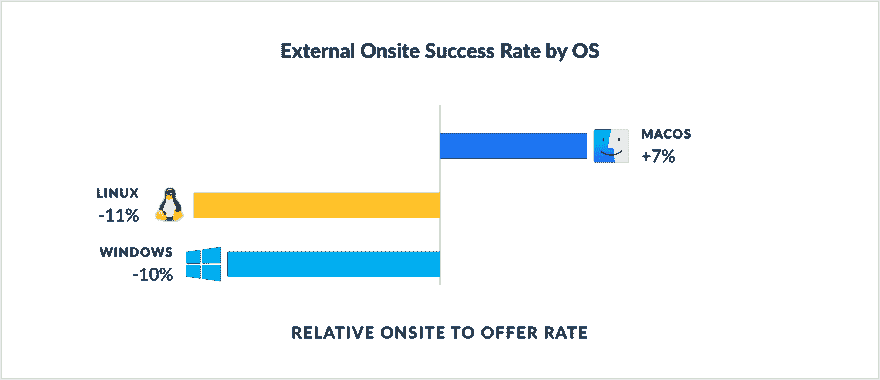 External Onsite Success Rate by OS
MACOS
+7%
LINUX
-11%
WINDOWS
-10%
RELATIVE ONSITE TO OFFER RATE